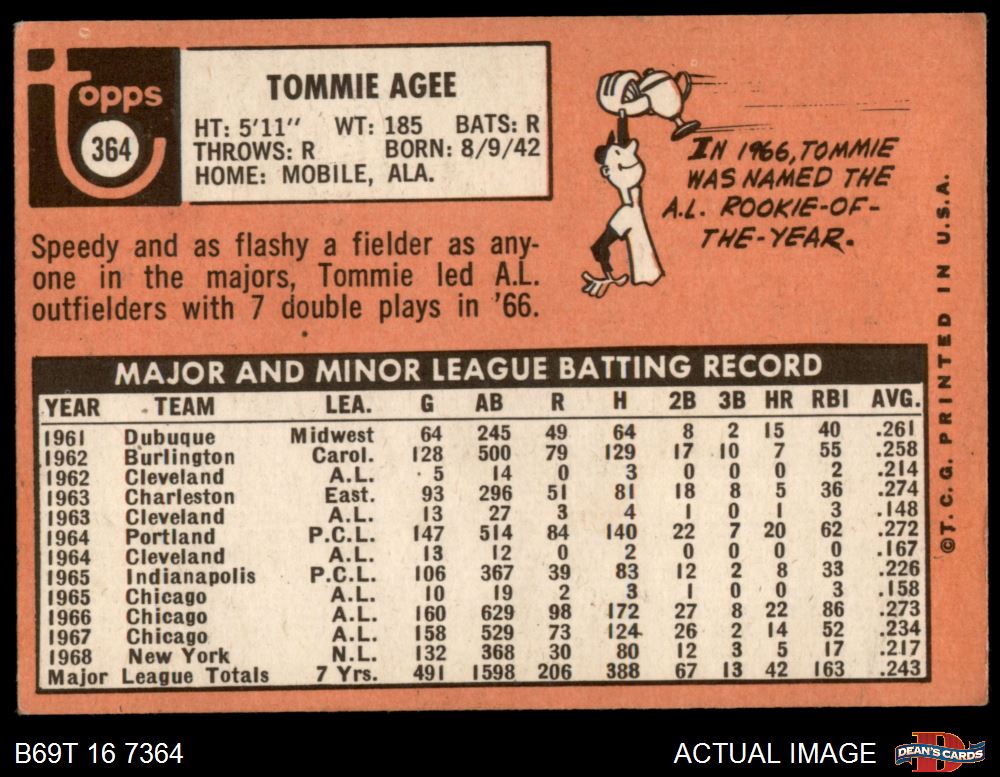 topps
364
TOMMIE AGEE
HT: 5'11" WT: 185 BATS: R
THROWS: R BORN: 8/9/42
HOME: MOBILE, ALA.
IN 1966, TOMMIE
WAS NAMED THE
A.L. ROOKIE-OF-
THE-YEAR.
Speedy and as flashy a fielder as any-
one in the majors, Tommie led A.L.
outfielders with 7 double plays in '66.
MAJOR AND MINOR LEAGUE BATTING RECORD
YEAR TEAM LEA. G AB R H 2B 3B HR RBI AVG.
1961 Dubuque Midwest 64 245 49 64 8 2 15 40 .261
1962 Burlington Carol. 128 500 79 129 17 10 7 55 .258
1962 Cleveland A.L. 5 14 0 3 0 0 0 2 .214
1963 Charleston East. 93 296 51 81 18 8 5 36 .274
1963 Cleveland A.L. 13 27 3 4 1 0 1 3 .148
1964 Portland P.C.L. 147 514 84 140 22 7 20 62 .272
1964 Cleveland A.L. 13 12 0 2 0 0 0 0 .167
1965 Indianapolis P.C.L. 106 367 39 83 12 2 8 33 .226
1965 Chicago A.L. 10 19 2 3 1 0 0 3 .158
1966 Chicago A.L. 160 629 98 172 27 8 22 86 .273
1967 Chicago A.L. 158 529 73 124 26 2 14 52 .234
1968 New York N.L. 132 368 30 80 12 3 5 17 .217
Major League Totals 7 Yrs. 491 1598 206 388 67 13 42 163 .243
©T.C.G. PRINTED IN U.S.A.
B69T 16 7364
ACTUAL IMAGE
DEAN'S CARDS